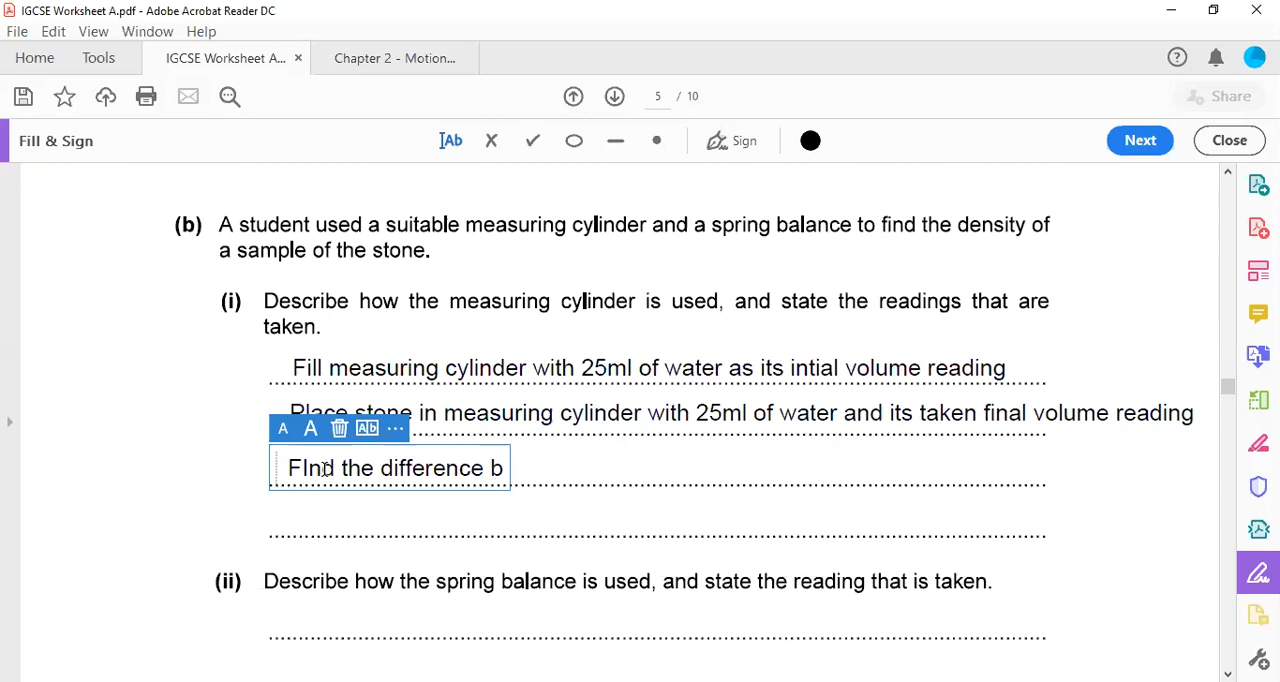 IGCSE Worksheet A.pdf - Adobe Acrobat Reader DC
File Edit View Window Help
Home Tools IGCSE Worksheet A... × Chapter 2 - Motion...
5 / 10 Share
Fill & Sign Ab Sign Next Close
(b) A student used a suitable measuring cylinder and a spring balance to find the density of
a sample of the stone.
(i) Describe how the measuring cylinder is used, and state the readings that are
taken.
Fill measuring cylinder with 25ml of water as its intial volume reading
Place stone in measuring cylinder with 25ml of water and its taken final volume reading
A A Ab ...
FInd the difference b
(ii) Describe how the spring balance is used, and state the reading that is taken.